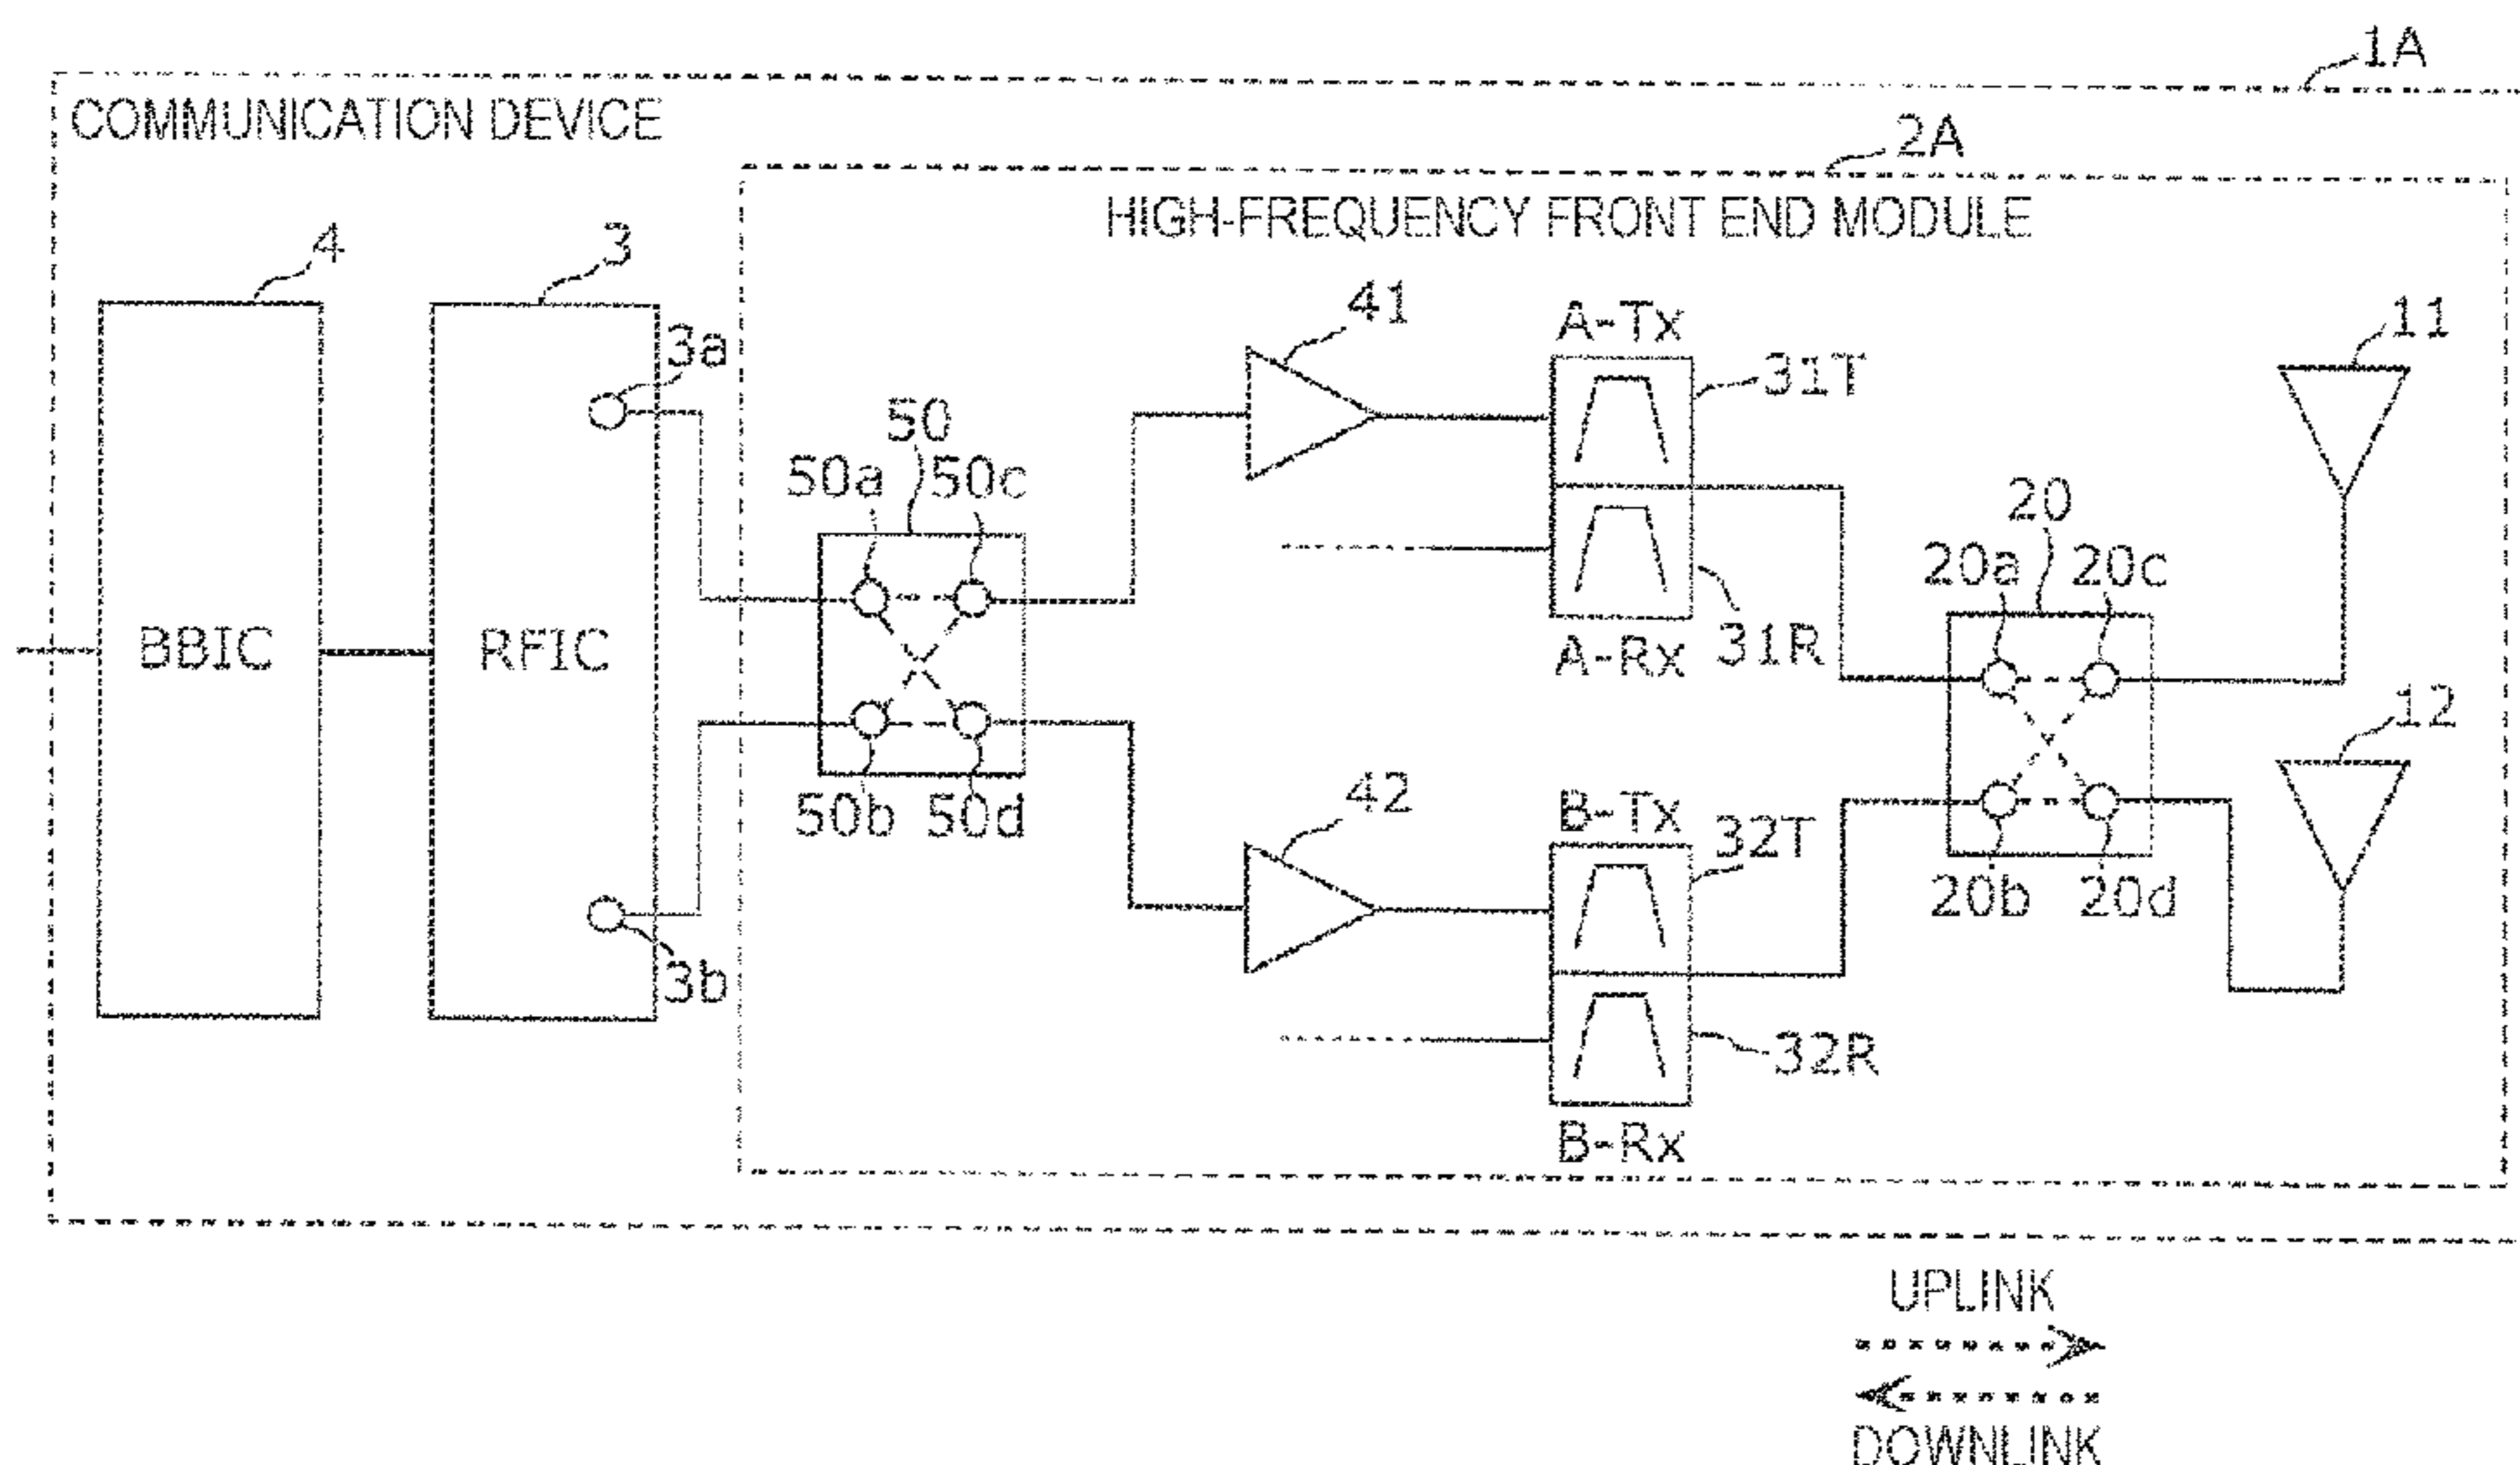 1A
COMMUNICATION DEVICE
2A
HIGH-FREQUENCY FRONT END MODULE
4
3
41
A-Tx
11
3a
31T
50
50a
50c
20
20a
20c
BBIC
RFIC
31R
A-Rx
12
42
B-Tx
32T
50b
50d
20b
20d
3b
32R
B-Rx
UPLINK
DOWNLINK